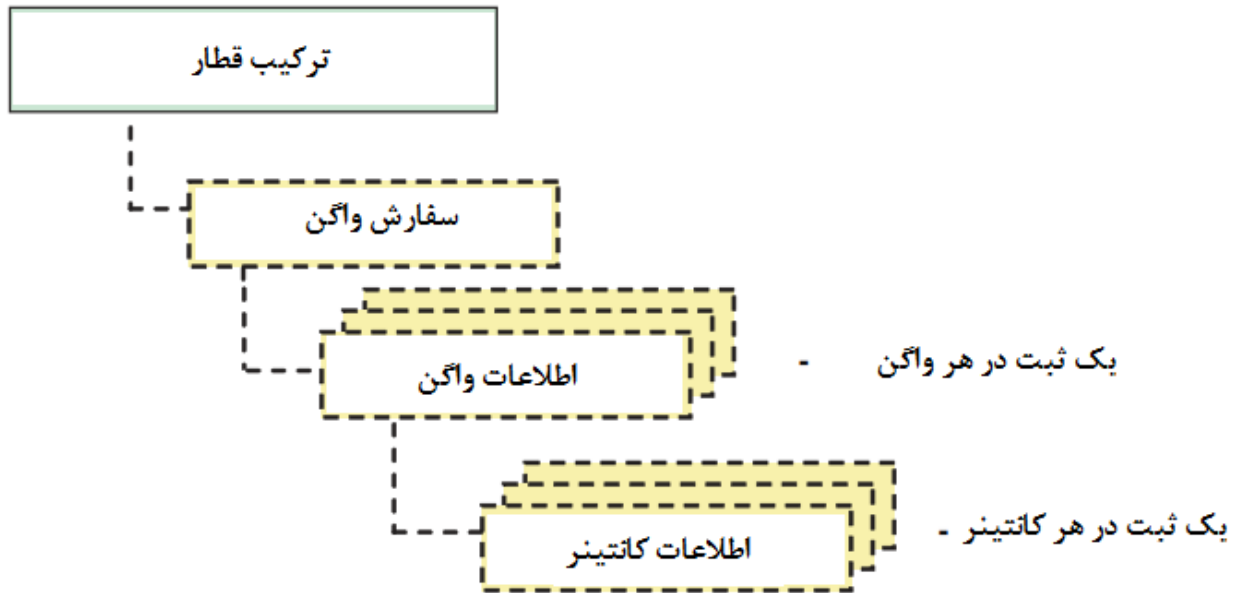 ترکیب قطار
سفارش واگن
اطلاعات واگن
یک ثبت در هر واگن -
اطلاعات کانتینر
یک ثبت در هر کانتینر -